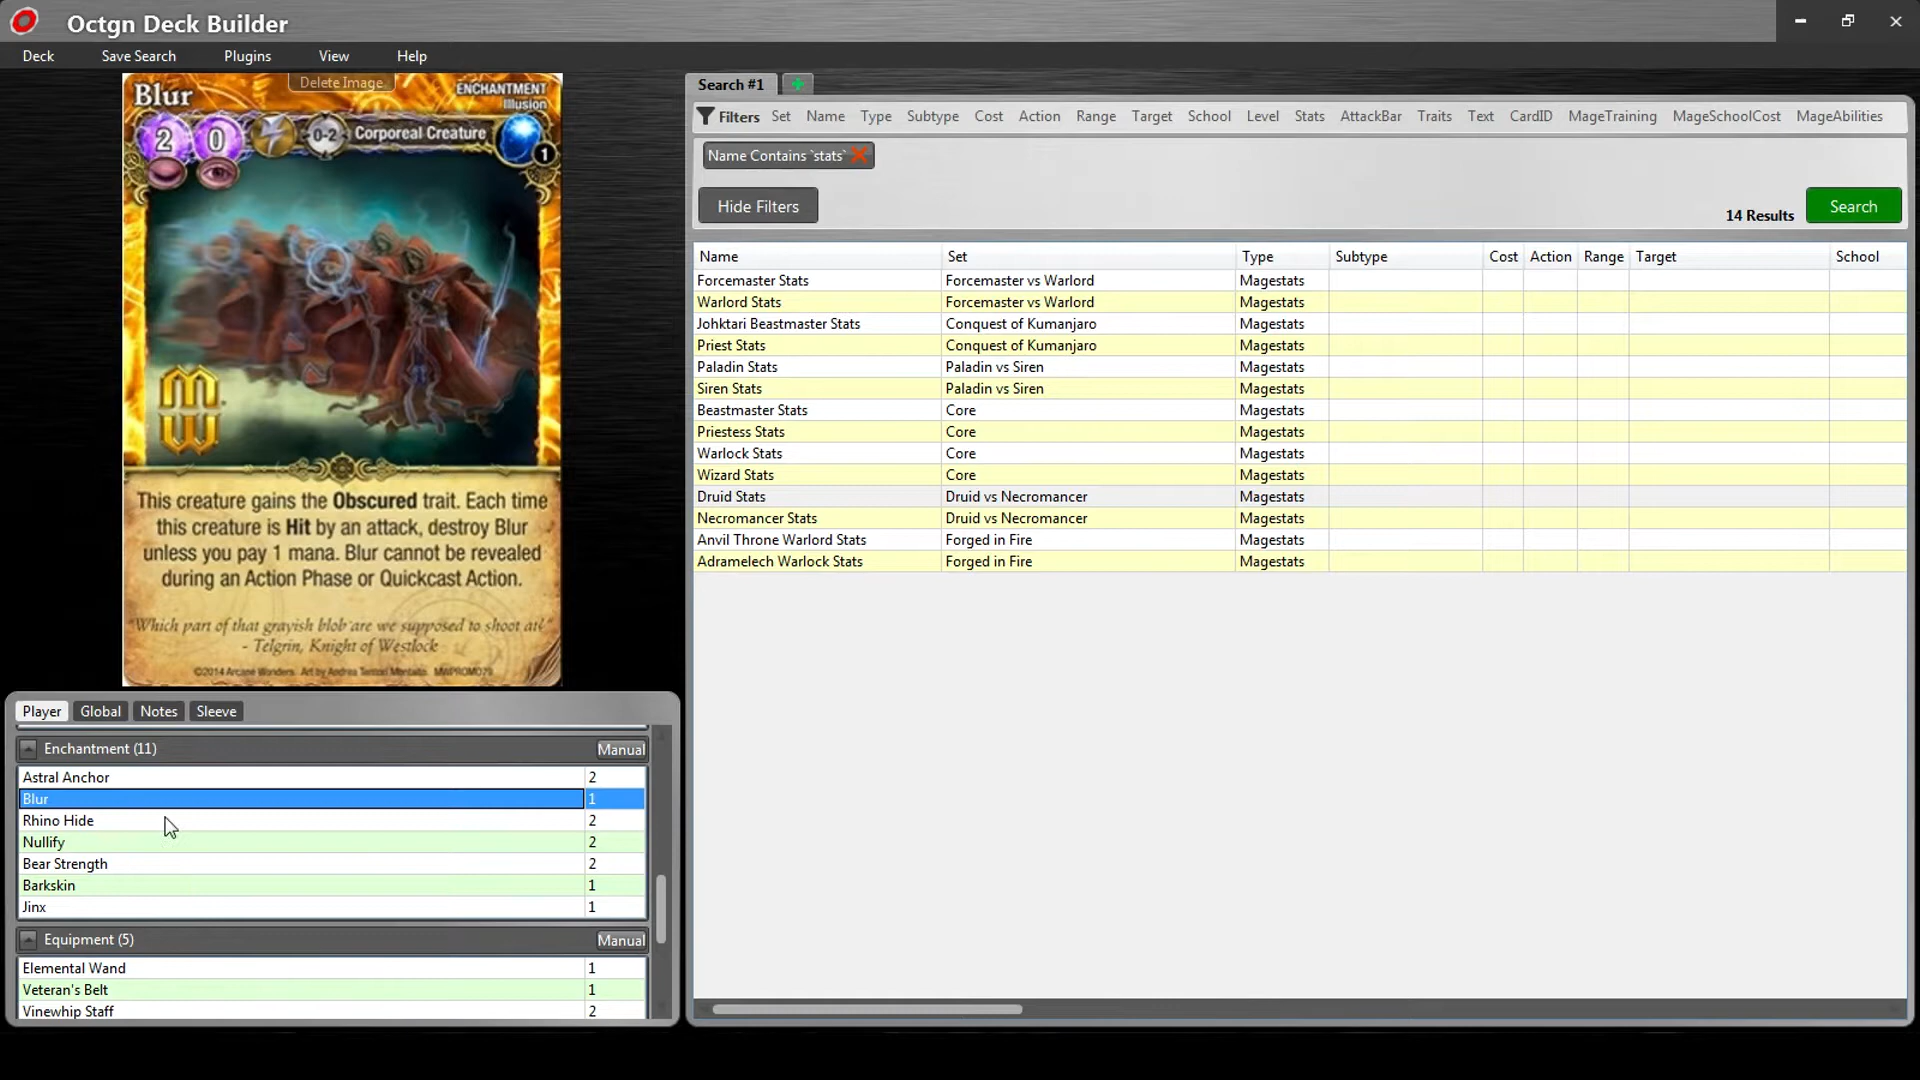 Octgn Deck Builder
Deck Save Search Plugins View Help
Blur
Delete Image
ENCHANTMENT
Illusion
2 0 0-2 Corporeal Creature
1
MW
This creature gains the Obscured trait. Each time
this creature is Hit by an attack, destroy Blur
unless you pay 1 mana. Blur cannot be revealed
during an Action Phase or Quickcast Action.
"Which part of that grayish blob are we supposed to shoot at?"
- Telgrin, Knight of Westlock
©2014 Arcane Wonders. Art by Andrea Tentori Montalto.
Player Global Notes Sleeve
Enchantment (11) Manual
Astral Anchor 2
Blur 1
Rhino Hide 2
Nullify 2
Bear Strength 2
Barkskin 1
Jinx 1
Equipment (5) Manual
Elemental Wand 1
Veteran's Belt 1
Vinewhip Staff 2
Search #1 +
Filters Set Name Type Subtype Cost Action Range Target School Level Stats AttackBar Traits Text CardID MageTraining MageSchoolCost MageAbilities
Name Contains `stats`
Hide Filters
14 Results Search
Name Set Type Subtype Cost Action Range Target School
Forcemaster Stats Forcemaster vs Warlord Magestats
Warlord Stats Forcemaster vs Warlord Magestats
Johktari Beastmaster Stats Conquest of Kumanjaro Magestats
Priest Stats Conquest of Kumanjaro Magestats
Paladin Stats Paladin vs Siren Magestats
Siren Stats Paladin vs Siren Magestats
Beastmaster Stats Core Magestats
Priestess Stats Core Magestats
Warlock Stats Core Magestats
Wizard Stats Core Magestats
Druid Stats Druid vs Necromancer Magestats
Necromancer Stats Druid vs Necromancer Magestats
Anvil Throne Warlord Stats Forged in Fire Magestats
Adramelech Warlock Stats Forged in Fire Magestats